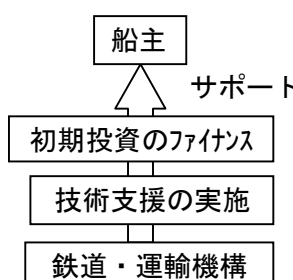 船主
サポート
初期投資のﾌｧｲﾅﾝｽ
技術支援の実施
鉄道・運輸機構